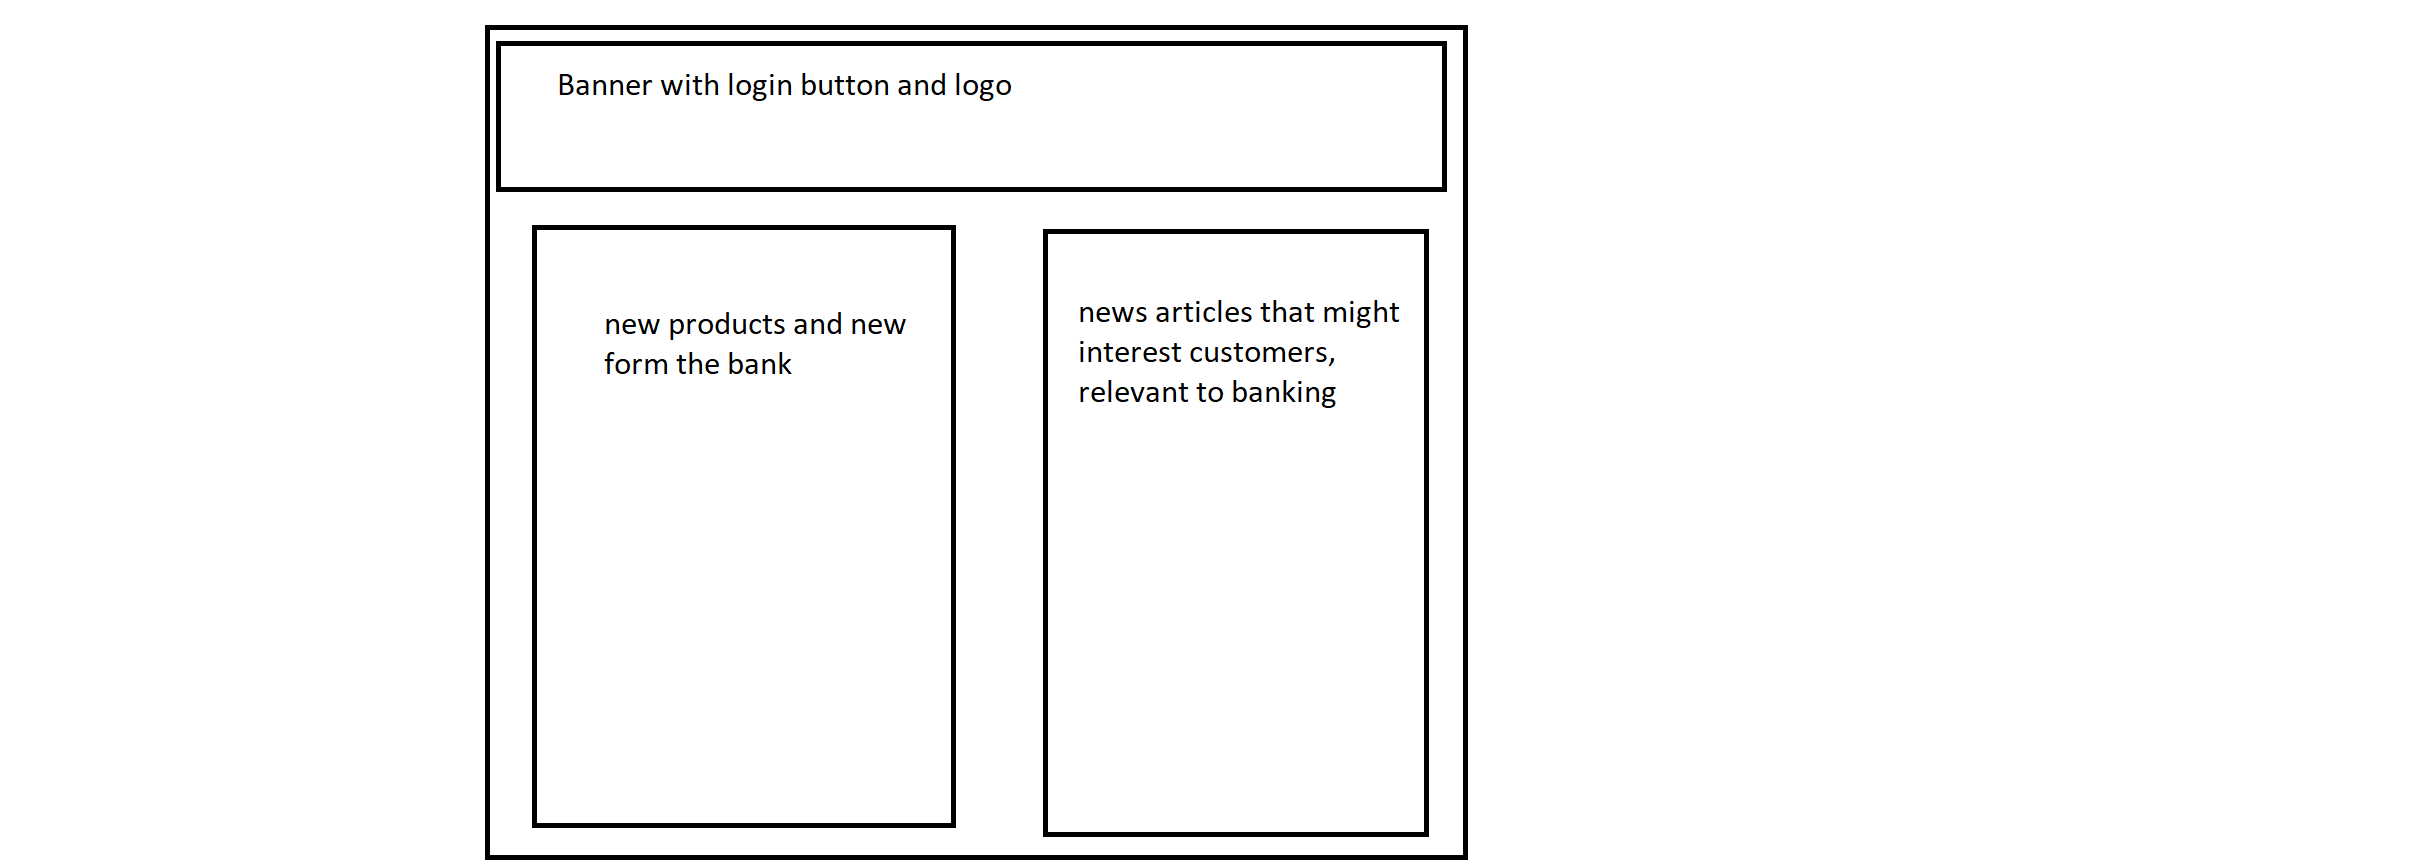 Banner with login button and logo
new products and new
form the bank
news articles that might
interest customers,
relevant to banking